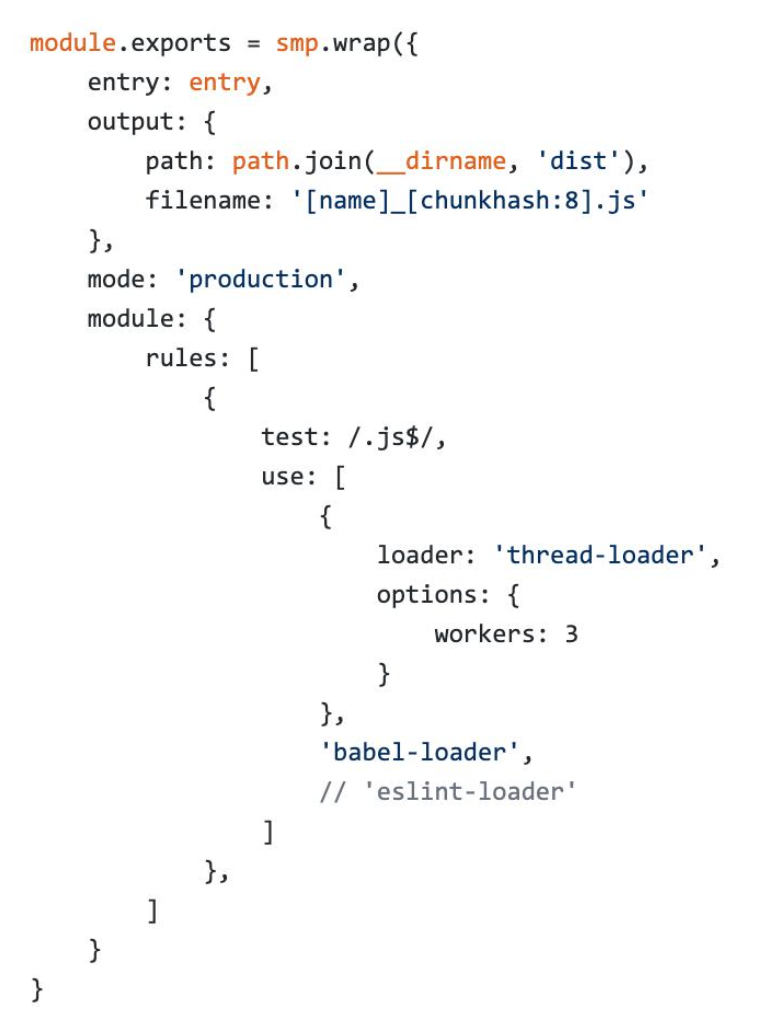 module.exports = smp.wrap({
    entry: entry,
    output: {
        path: path.join(__dirname, 'dist'),
        filename: '[name]_[chunkhash:8].js'
    },
    mode: 'production',
    module: {
        rules: [
            {
                test: /.js$/,
                use: [
                    {
                        loader: 'thread-loader',
                        options: {
                            workers: 3
                        }
                    },
                    'babel-loader',
                    // 'eslint-loader'
                ]
            },
        ]
    }
}